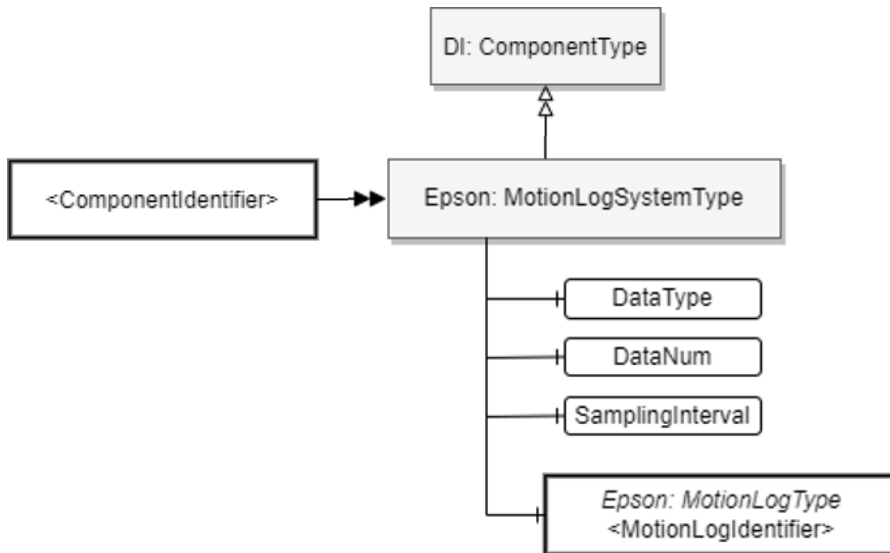 DI: ComponentType
<ComponentIdentifier>
Epson: MotionLogSystemType
DataType
DataNum
SamplingInterval
Epson: MotionLogType
<MotionLogIdentifier>